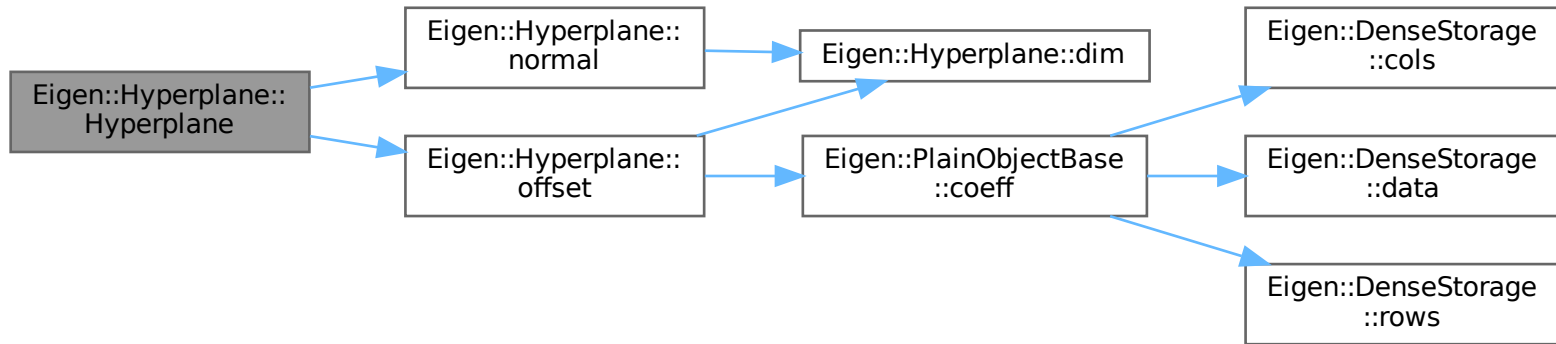 Eigen::Hyperplane::
Hyperplane
Eigen::Hyperplane::
normal
Eigen::Hyperplane::
offset
Eigen::Hyperplane::dim
Eigen::PlainObjectBase
::coeff
Eigen::DenseStorage
::cols
Eigen::DenseStorage
::data
Eigen::DenseStorage
::rows